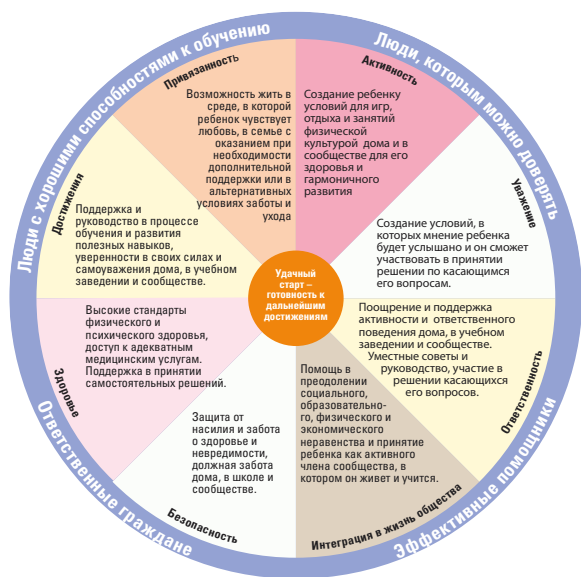 Люди с хорошими способностями к обучению
Люди, которым можно доверять
Привязанность
Возможность жить в
среде, в которой
ребенок чувствует
любовь, в семье с
оказанием при
необходимости
дополнительной
поддержки или в
альтернативных
условиях заботы и
ухода
Активность
Создание ребенку
условий для игр,
отдыха и занятий
физической
культурой дома и в
сообществе для его
здоровья и
гармоничного
развития
Достижения
Поддержка и
руководство в процессе
обучения и развития
полезных навыков,
уверенности в своих силах и
самоуважения дома, в учебном
заведении и сообществе.
Уважение
Создание условий, в
которых мнение ребенка
будет услышано и он сможет
участвовать в принятии
решении по касающимся
его вопросам.
Удачный
старт –
готовность к
дальнейшим
достижениям
Здоровье
Высокие стандарты
физического и
психического здоровья,
доступ к адекватным
медицинским услугам.
Поддержка в принятии
самостоятельных решений.
Поощрение и поддержка
активности и ответственного
поведения дома, в учебном
заведении и сообществе.
Уместные советы и
руководство, участие в
решении касающихся
его вопросов.
Ответственность
Защита от
насилия и забота
о здоровье и
невредимости,
должная забота
дома, в школе и
сообществе.
Безопасность
Помощь в
преодолении
социального,
образовательно-
го, физического и
экономического
неравенства и принятие
ребенка как активного
члена сообщества, в
котором он живет и учится.
Интеграция в жизнь общества
Ответственные граждане
Эффективные помощники